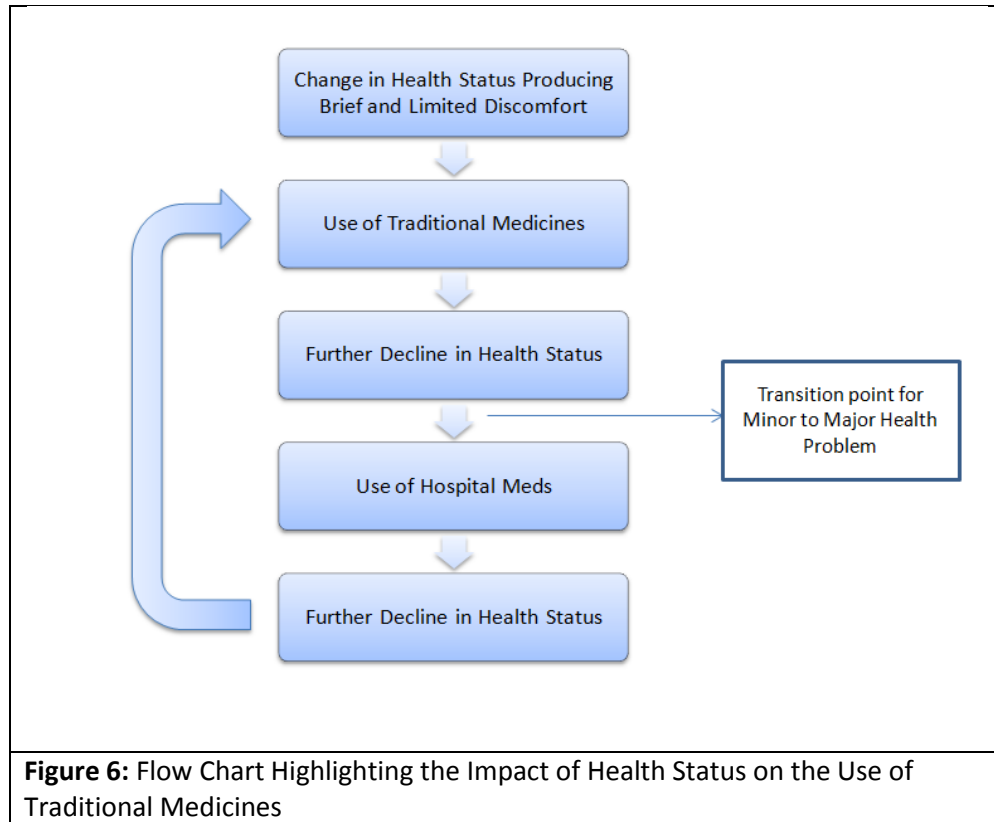 Change in Health Status Producing
Brief and Limited Discomfort
Use of Traditional Medicines
Further Decline in Health Status
Transition point for
Minor to Major Health
Problem
Use of Hospital Meds
Further Decline in Health Status
Figure 6: Flow Chart Highlighting the Impact of Health Status on the Use of
Traditional Medicines